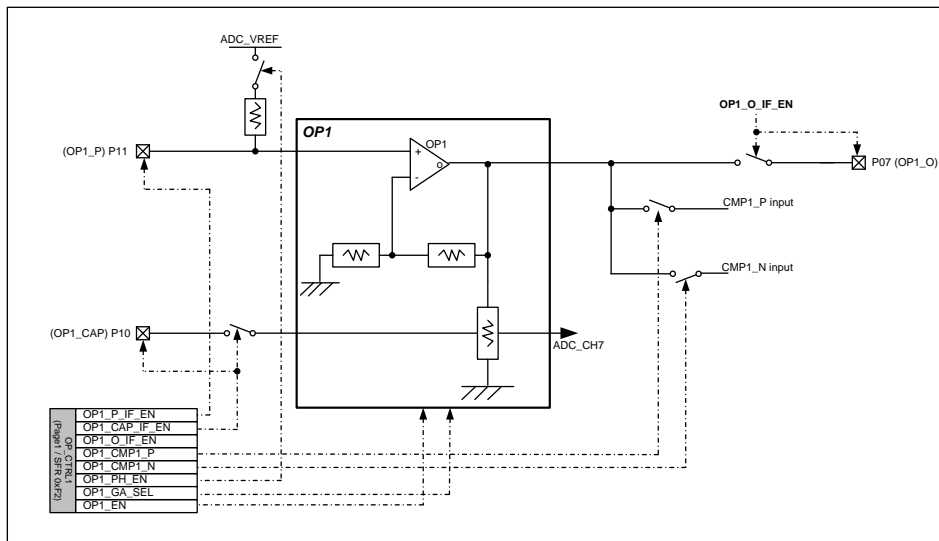 ADC_VREF
OP1_O_IF_EN
OP1
OP1
(OP1_P) P11
+
O
-
P07 (OP1_O)
CMP1_P input
CMP1_N input
(OP1_CAP) P10
ADC_CH7
OP_CTRL1
(Page1 / SFR 0xF2)
OP1_P_IF_EN
OP1_CAP_IF_EN
OP1_O_IF_EN
OP1_CMP1_P
OP1_CMP1_N
OP1_PH_EN
OP1_GA_SEL
OP1_EN